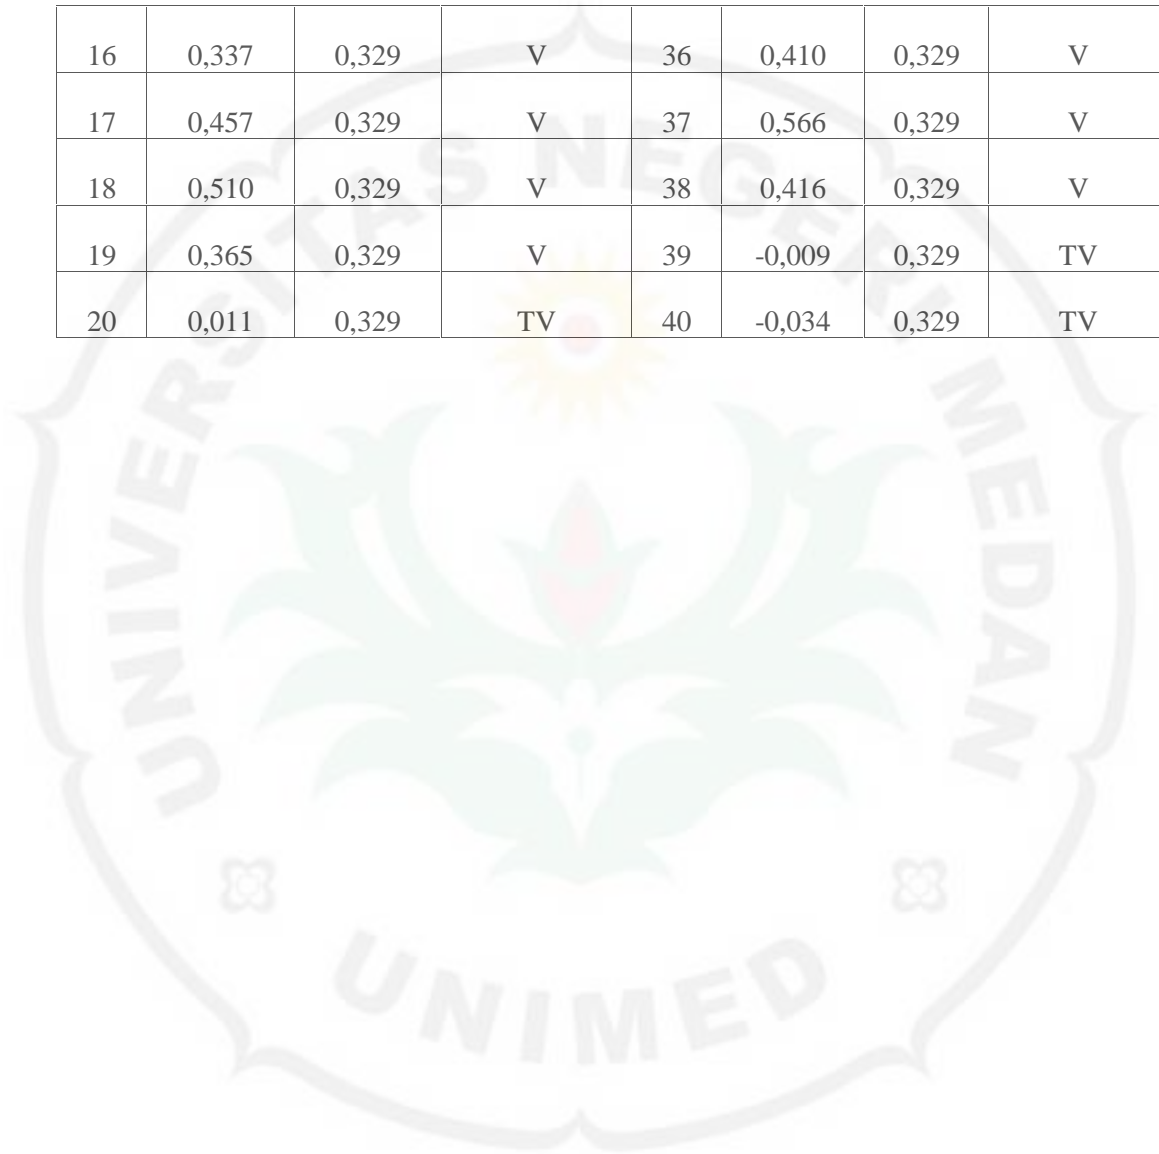 16 0,337 0,329 V 36 0,410 0,329 V
17 0,457 0,329 V 37 0,566 0,329 V
18 0,510 0,329 V 38 0,416 0,329 V
19 0,365 0,329 V 39 -0,009 0,329 TV
20 0,011 0,329 TV 40 -0,034 0,329 TV
UNIVERSITAS NEGERI MEDAN
UNIMED